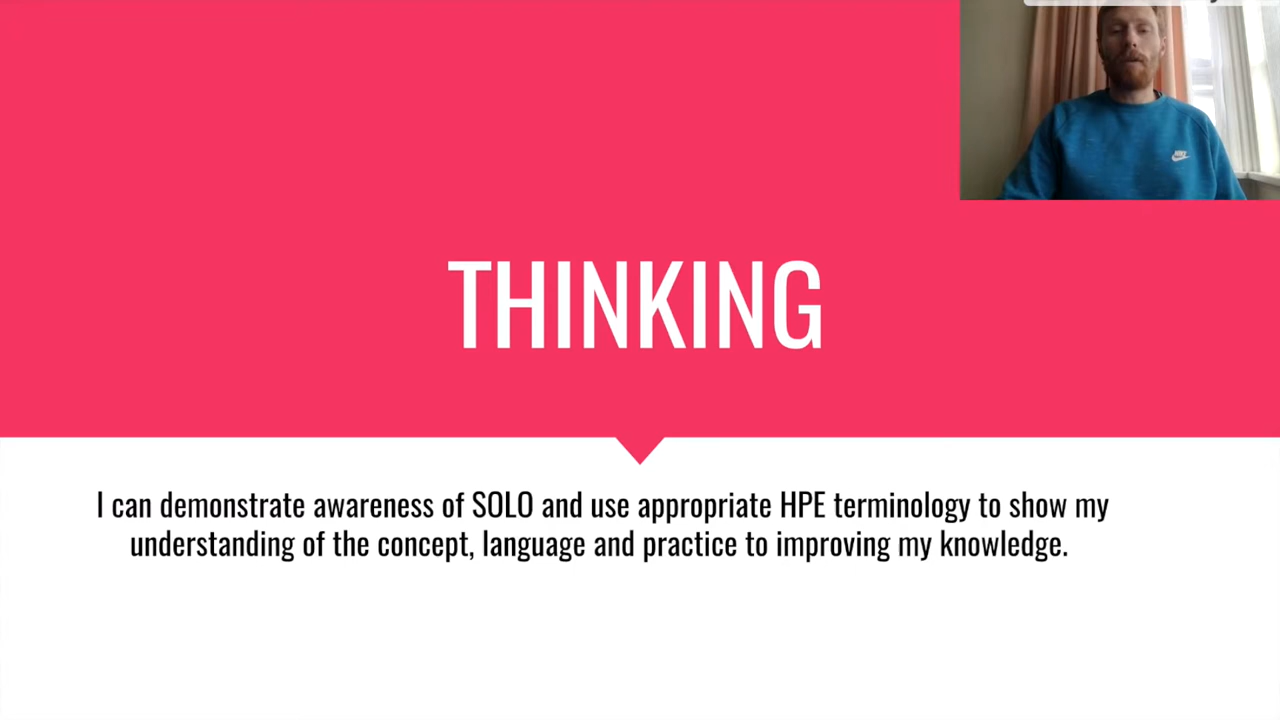 THINKING
I can demonstrate awareness of SOLO and use appropriate HPE terminology to show my
understanding of the concept, language and practice to improving my knowledge.